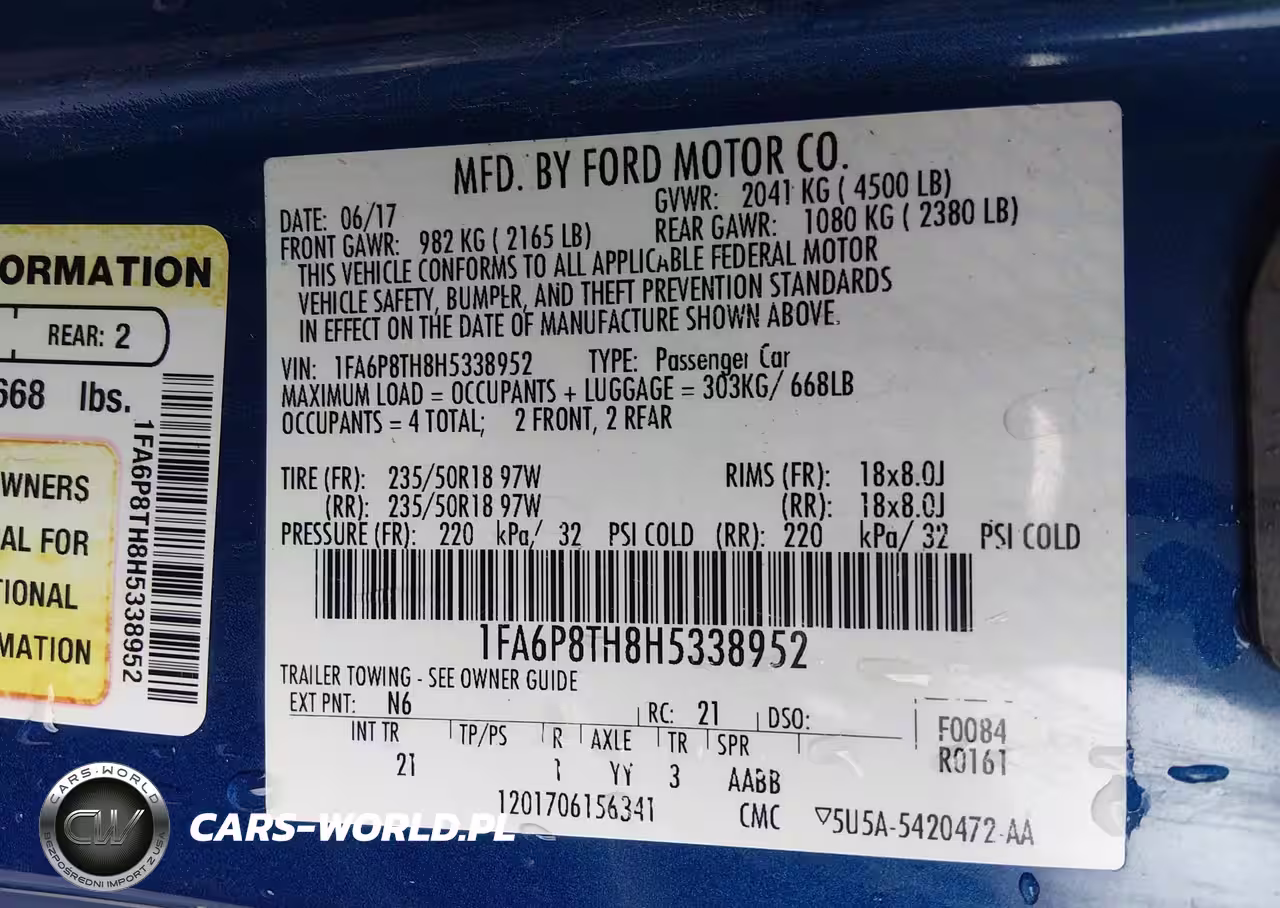 MFD. BY FORD MOTOR CO.
DATE: 06/17
GVWR: 2041 KG ( 4500 LB)
FRONT GAWR: 982 KG ( 2165 LB)
REAR GAWR: 1080 KG ( 2380 LB)
THIS VEHICLE CONFORMS TO ALL APPLICABLE FEDERAL MOTOR
VEHICLE SAFETY, BUMPER, AND THEFT PREVENTION STANDARDS
IN EFFECT ON THE DATE OF MANUFACTURE SHOWN ABOVE.
VIN: 1FA6P8TH8H5338952 TYPE: Passenger Car
MAXIMUM LOAD = OCCUPANTS + LUGGAGE = 303KG/ 668LB
OCCUPANTS = 4 TOTAL; 2 FRONT, 2 REAR
TIRE (FR): 235/50R18 97W RIMS (FR): 18x8.0J
(RR): 235/50R18 97W (RR): 18x8.0J
PRESSURE (FR): 220 kPa/ 32 PSI COLD (RR): 220 kPa/ 32 PSI COLD
1FA6P8TH8H5338952
TRAILER TOWING - SEE OWNER GUIDE
EXT PNT: N6 RC: 21 DSO:
INT TR TP/PS R AXLE TR SPR
21 1 YY 3 AABB
F0084
R0161
1201706156341 CMC ▽5U5A-5420472-AA
ORMATION
REAR: 2
668 lbs.
1FA6P8TH8H5338952
WNERS
AL FOR
TIONAL
MATION
CARS-WORLD
CW
BEZPOŚREDNI IMPORT Z USA
CARS-WORLD.PL